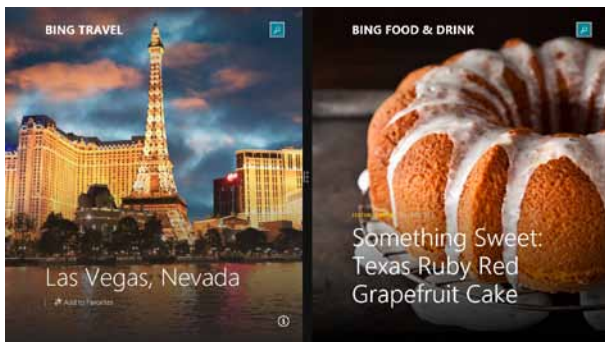 BING TRAVEL
Las Vegas, Nevada
Add to Favorites
BING FOOD & DRINK
Something Sweet:
Texas Ruby Red
Grapefruit Cake